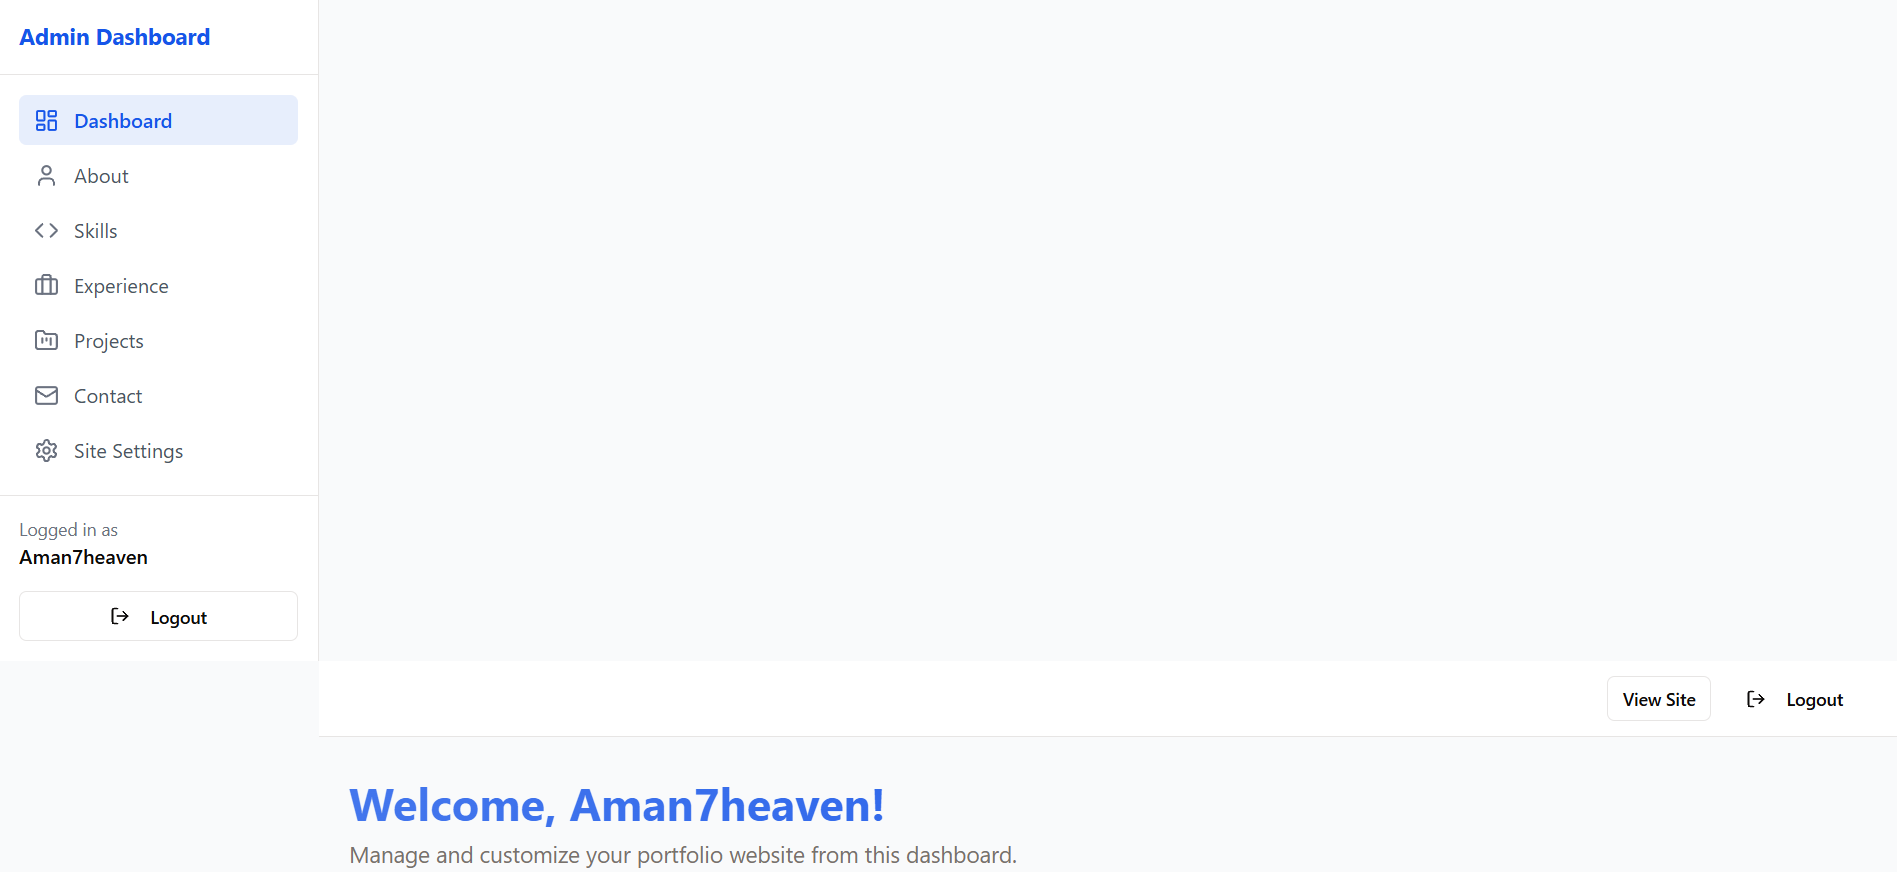 Admin Dashboard
Dashboard
About
Skills
Experience
Projects
Contact
Site Settings
Logged in as
Aman7heaven
Logout
View Site
Logout
Welcome, Aman7heaven!
Manage and customize your portfolio website from this dashboard.